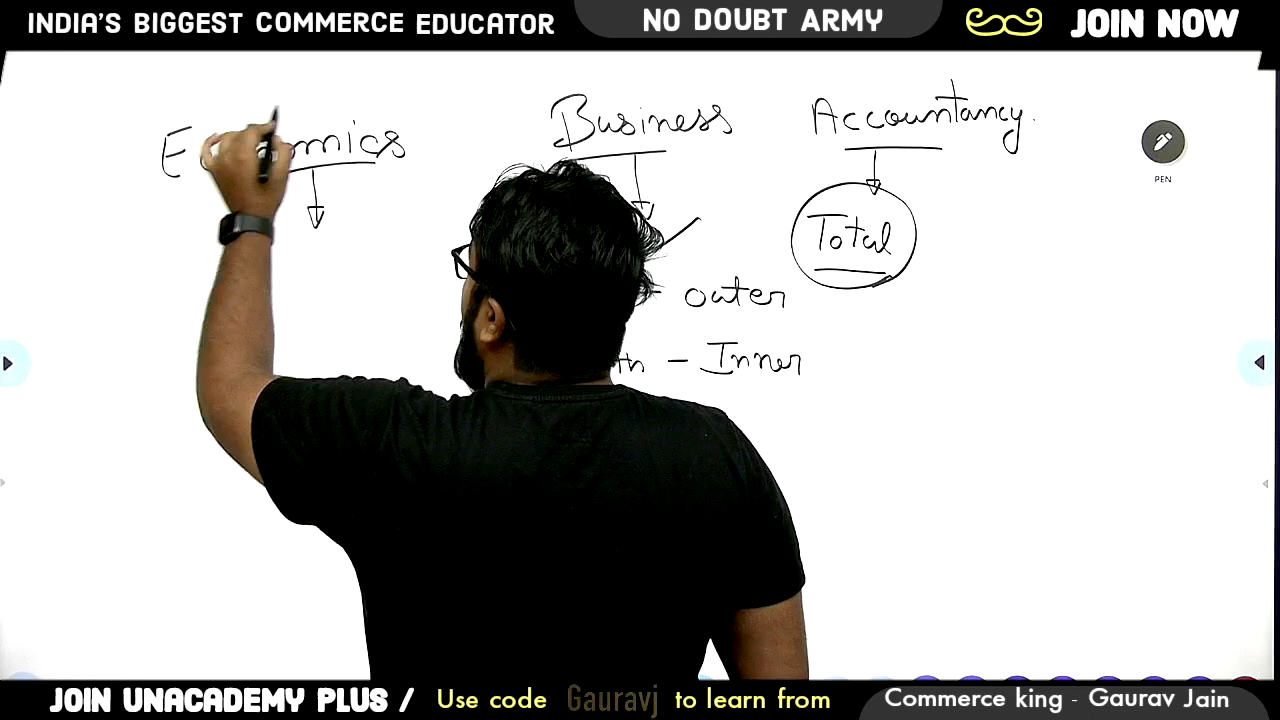 INDIA'S BIGGEST COMMERCE EDUCATOR
NO DOUBT ARMY
JOIN NOW
Business
Accountancy.
PEN
Total
- outer
- Inner
JOIN UNACADEMY PLUS / Use code Gauravj to learn from
Commerce king - Gaurav Jain